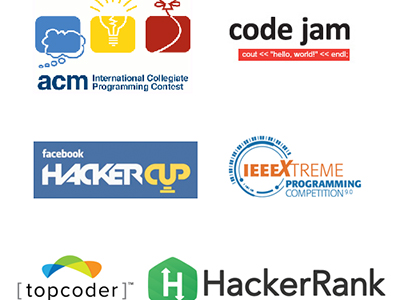 acm International Collegiate
Programming Contest
code jam
cout << "hello, world!" << endl;
facebook
HACKERCUP
IEEEXTREME
PROGRAMMING
COMPETITION 9.0
[topcoder]™
H HackerRank